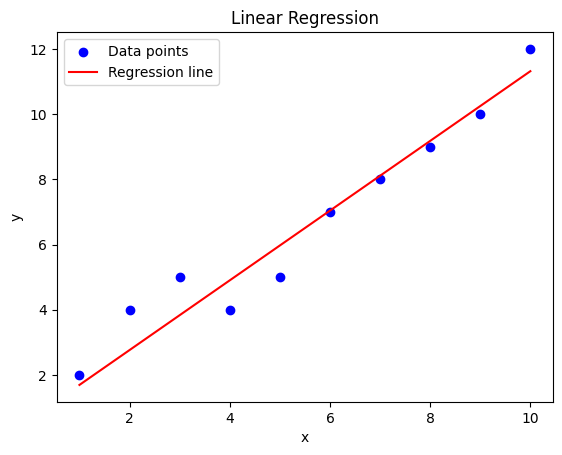 Linear Regression
Data points
Regression line
12
10
8
6
4
2
y
2 4 6 8 10
x